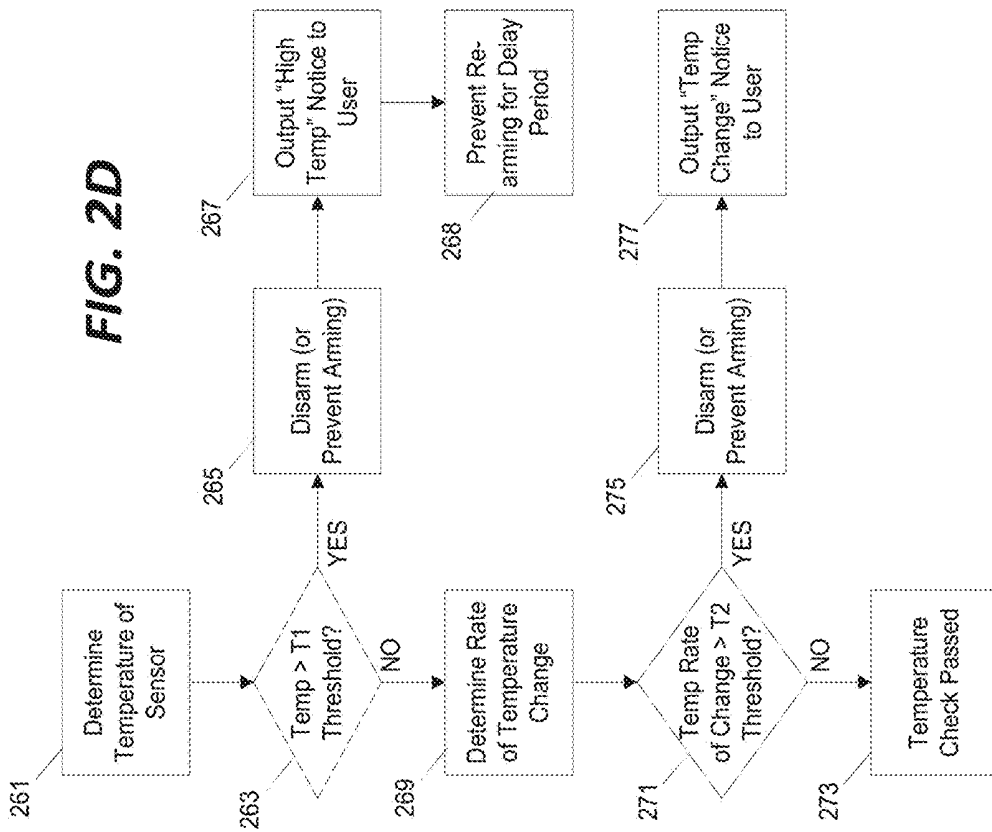 FIG. 2D
261
Determine
Temperature of
Sensor
263
Temp > T1
Threshold?
YES
NO
265
Disarm (or
Prevent Arming)
267
Output "High
Temp" Notice to
User
268
Prevent Re-
arming for Delay
Period
269
Determine Rate
of Temperature
Change
271
Temp Rate
of Change > T2
Threshold?
YES
NO
275
Disarm (or
Prevent Arming)
277
Output "Temp
Change" Notice
to User
273
Temperature
Check Passed